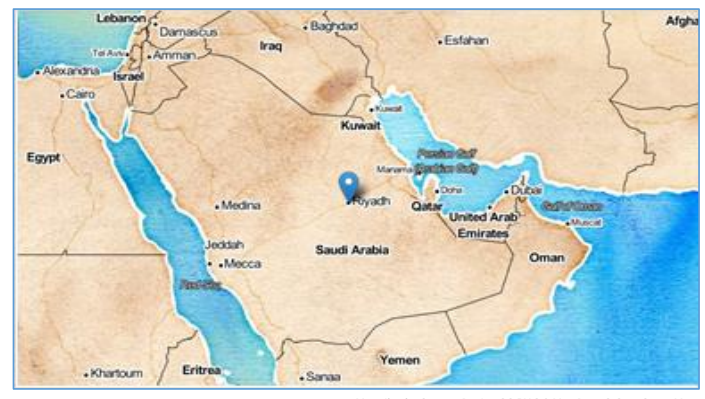 Lebanon
Damascus
Baghdad
Afgha
Tel Aviv
Iraq
Esfahan
Amman
Alexandria
Israel
Cairo
Kuwait
Kuwait
Egypt
Persian Gulf
(Arabian Gulf)
Manama
Doha
Dubai
Riyadh
Medina
Qatar
Gulf of Oman
United Arab
Emirates
Muscat
Jeddah
Saudi Arabia
Oman
Mecca
Red Sea
Yemen
Khartoum
Eritrea
Sanaa